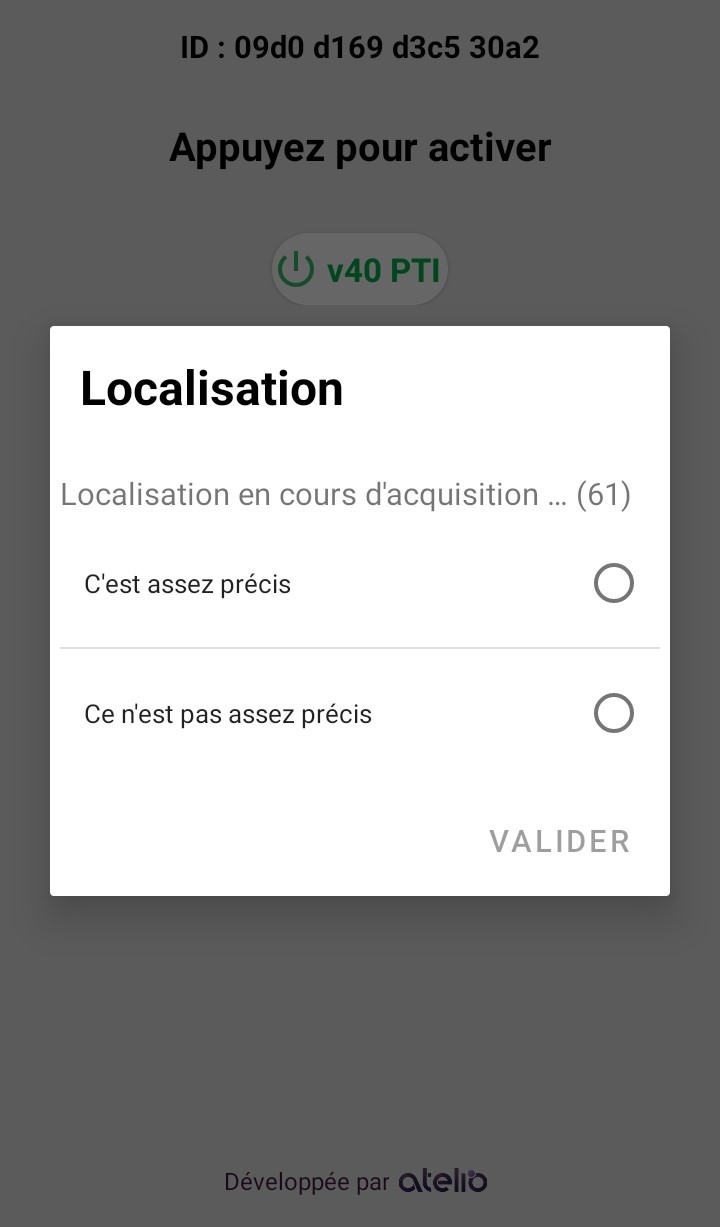 ID : 09d0 d169 d3c5 30a2
Appuyez pour activer
v40 PTI
Localisation
Localisation en cours d'acquisition ... (61)
C'est assez précis
Ce n'est pas assez précis
VALIDER
Développée par atelio